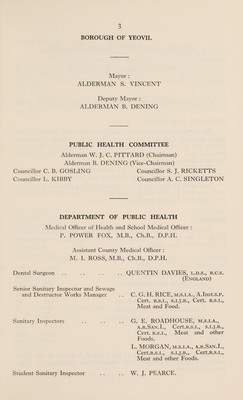 3
BOROUGH OF YEOVIL
Mayor :
ALDERMAN S. VINCENT
Deputy Mayor :
ALDERMAN B. DENING
PUBLIC HEALTH COMMITTEE
Alderman W. J. C. PITTARD (Chairman)
Alderman B. DENING (Vice-Chairman)
Councillor C. B. GOSLING Councillor S. J. RICKETTS
Councillor L. KIBBY Councillor A. C. SINGLETON
DEPARTMENT OF PUBLIC HEALTH
Medical Officer of Health and School Medical Officer :
P. POWER FOX, M.B., Ch.B., D.P.H.
Assistant County Medical Officer :
M. I. ROSS, M.B., Ch.B., D.P.H.
Dental Surgeon .. .. .. .. QUENTIN DAVIES, L.D.S., R.C.S.
(ENGLAND)
Senior Sanitary Inspector and Sewage
and Destructor Works Manager .. C. G. H. RICE, M.S.I.A., A.INST.S.P.
Cert. R.S.I., S.I.J.B., Cert. R.S.I.,
Meat and Food.
Sanitary Inspectors .. .. .. G. E. ROADHOUSE, M.S.I.A.,
A.R.SAN.I., Cert.R.S.I., S.I.J.B.,
Cert. R.S.I., Meat and other
Foods.
L. MORGAN, M.S.I.A., A.R.SAN.I.,
Cert.R.S.I., S.I.J.B., Cert.R.S.I.,
Meat and other Foods.
Student Sanitary Inspector .. .. W. J. PEARCE.